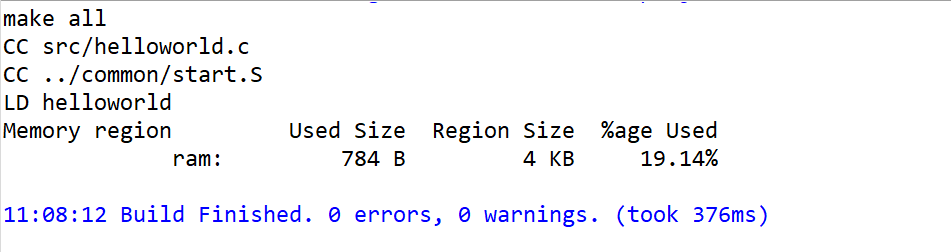 make all
CC src/helloworld.c
CC ../common/start.S
LD helloworld
Memory region         Used Size  Region Size  %age Used
             ram:         784 B         4 KB     19.14%
11:08:12 Build Finished. 0 errors, 0 warnings. (took 376ms)